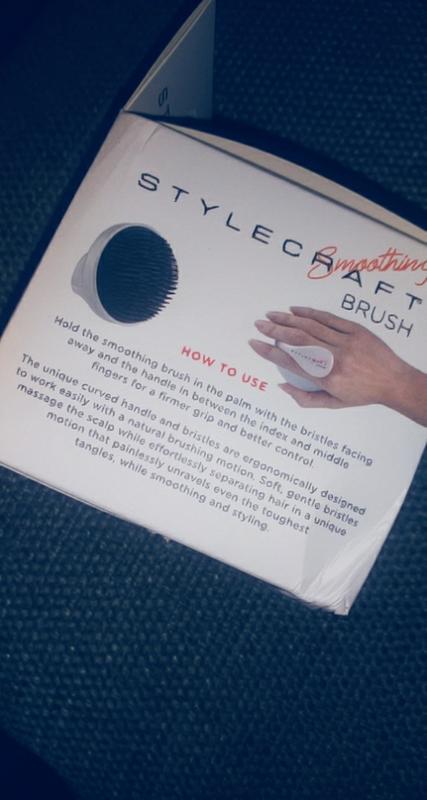 STYLECRAFT
Smoothing
BRUSH
HOW TO USE
Hold the smoothing brush in the palm with the bristles facing
away and the handle in between the index and middle
fingers for a firmer grip and better control.
The unique curved handle and bristles are ergonomically designed
to work easily with a natural brushing motion. Soft, gentle bristles
massage the scalp while effortlessly separating hair in a unique
motion that painlessly unravels even the toughest
tangles, while smoothing and styling.